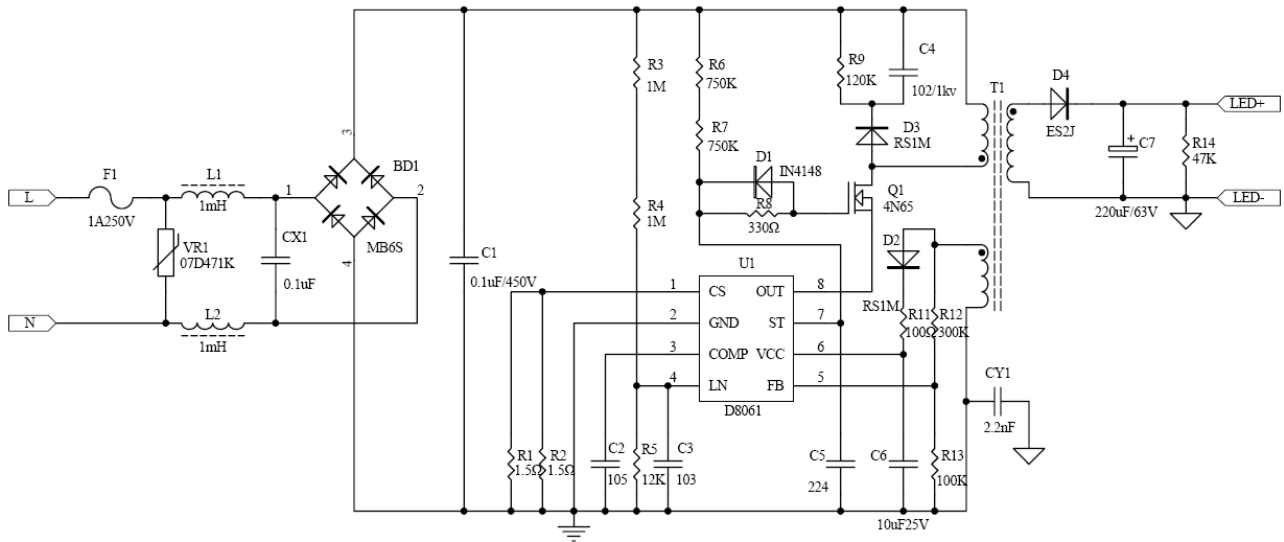 L
F1
1A250V
VR1
07D471K
L1
1mH
CX1
0.1uF
L2
1mH
N
1
2
3
4
BD1
MB6S
C1
0.1uF/450V
R3
1M
R4
1M
R6
750K
R7
750K
D1
IN4148
R8
330Ω
R9
120K
C4
102/1kv
D3
RS1M
Q1
4N65
D2
RS1M
R11
100Ω
R12
300K
T1
D4
ES2J
C7
+
220uF/63V
R14
47K
LED+
LED-
U1
1
CS
OUT
8
2
GND
ST
7
3
COMP
VCC
6
4
LN
FB
5
D8061
R1
1.5Ω
R2
1.5Ω
C2
105
R5
12K
C3
103
C5
224
C6
10uF25V
R13
100K
CY1
2.2nF